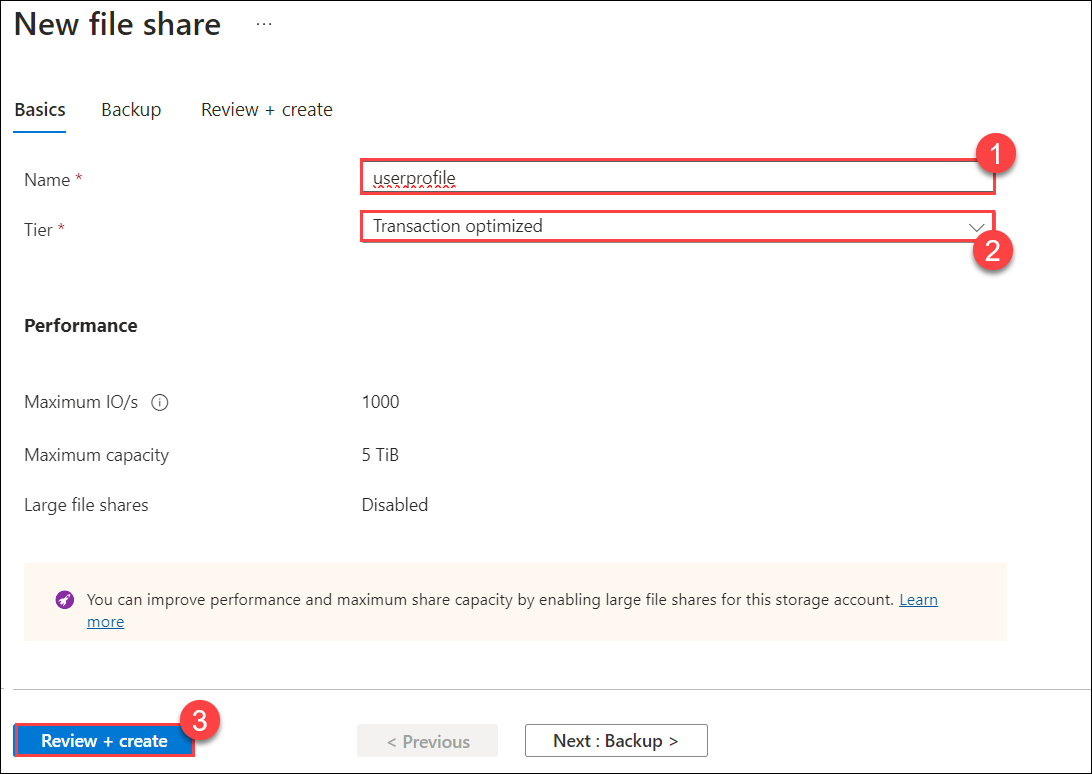 New file share ...
Basics Backup Review + create
1
Name * userprofile
Tier * Transaction optimized
2
Performance
Maximum IO/s 1000
Maximum capacity 5 TiB
Large file shares Disabled
You can improve performance and maximum share capacity by enabling large file shares for this storage account. Learn
more
3
Review + create < Previous Next : Backup >